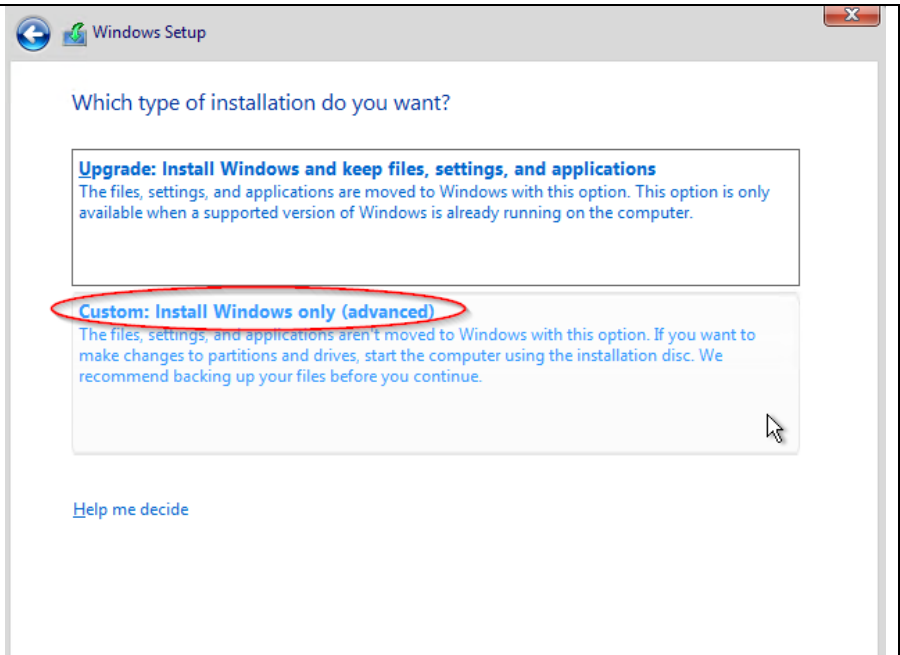 Windows Setup
Which type of installation do you want?
Upgrade: Install Windows and keep files, settings, and applications
The files, settings, and applications are moved to Windows with this option. This option is only
available when a supported version of Windows is already running on the computer.
Custom: Install Windows only (advanced)
The files, settings, and applications aren't moved to Windows with this option. If you want to
make changes to partitions and drives, start the computer using the installation disc. We
recommend backing up your files before you continue.
Help me decide